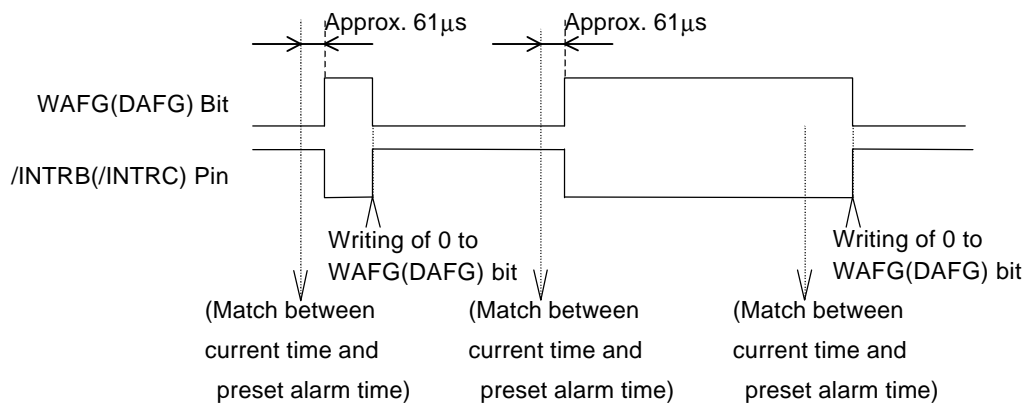 Approx. 61μs
Approx. 61μs
WAFG(DAFG) Bit
/INTRB(/INTRC) Pin
Writing of 0 to
WAFG(DAFG) bit
Writing of 0 to
WAFG(DAFG) bit
(Match between
current time and
preset alarm time)
(Match between
current time and
preset alarm time)
(Match between
current time and
preset alarm time)